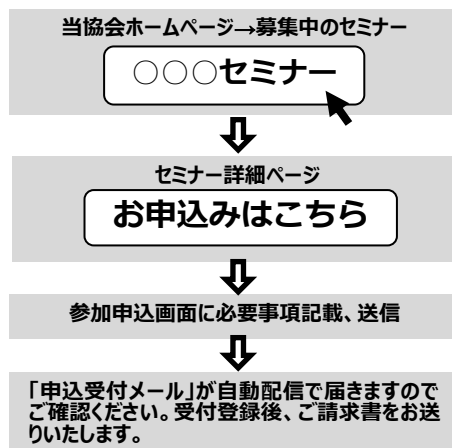 当協会ホームページ→募集中のセミナー
○○○セミナー
セミナー詳細ページ
お申込みはこちら
参加申込画面に必要事項記載、送信
「申込受付メール」が自動配信で届きますので
ご確認ください。受付登録後、ご請求書をお送
りいたします。